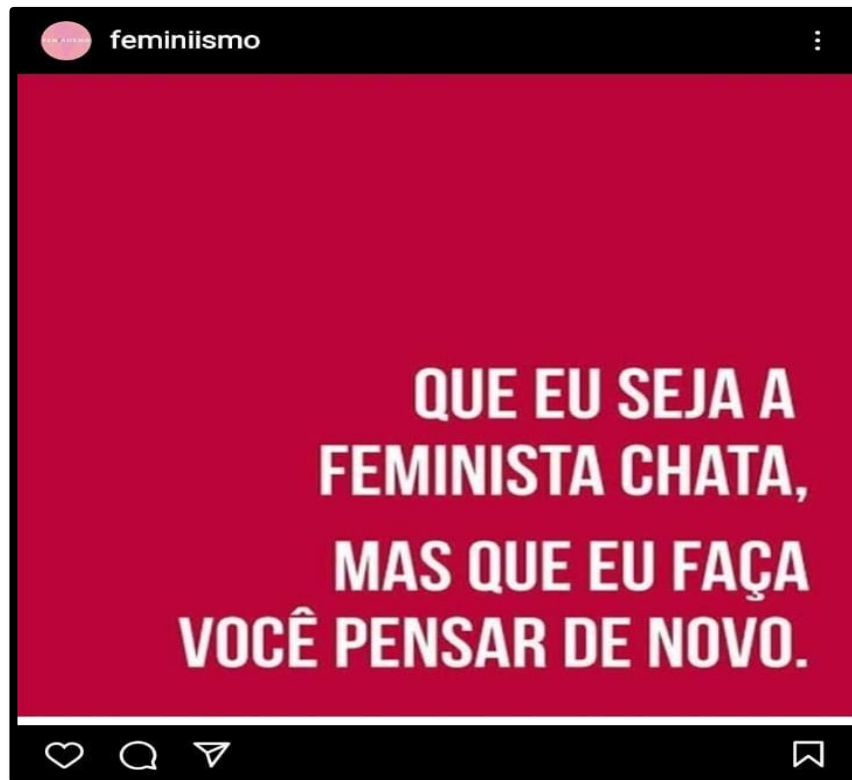 feminiismo
QUE EU SEJA A
FEMINISTA CHATA,
MAS QUE EU FAÇA
VOCÊ PENSAR DE NOVO.